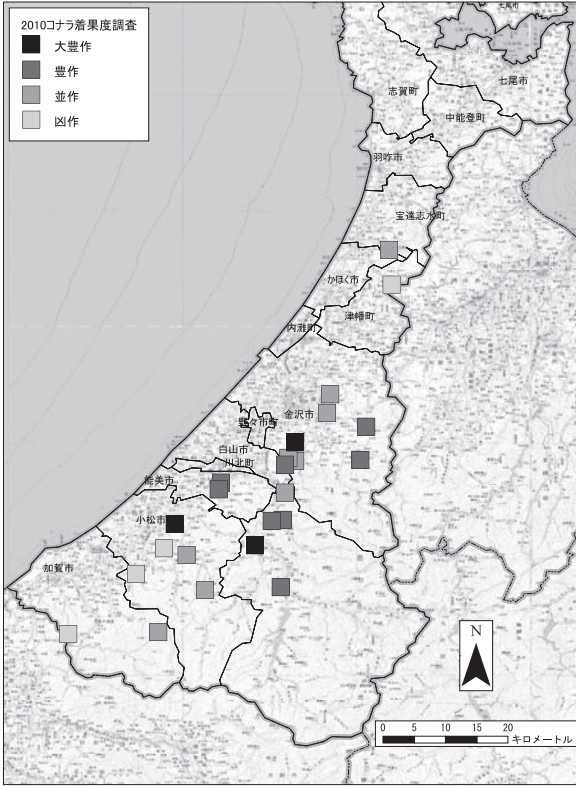 2010コナラ着果度調査
大豊作
豊作
並作
凶作
七尾市
七尾市
志賀町
中能登町
羽咋市
宝達志水町
かほく市
津幡町
内灘町
金沢市
野々市町
白山市
川北町
能美市
小松市
加賀市
N
0 5 10 15 20
キロメートル